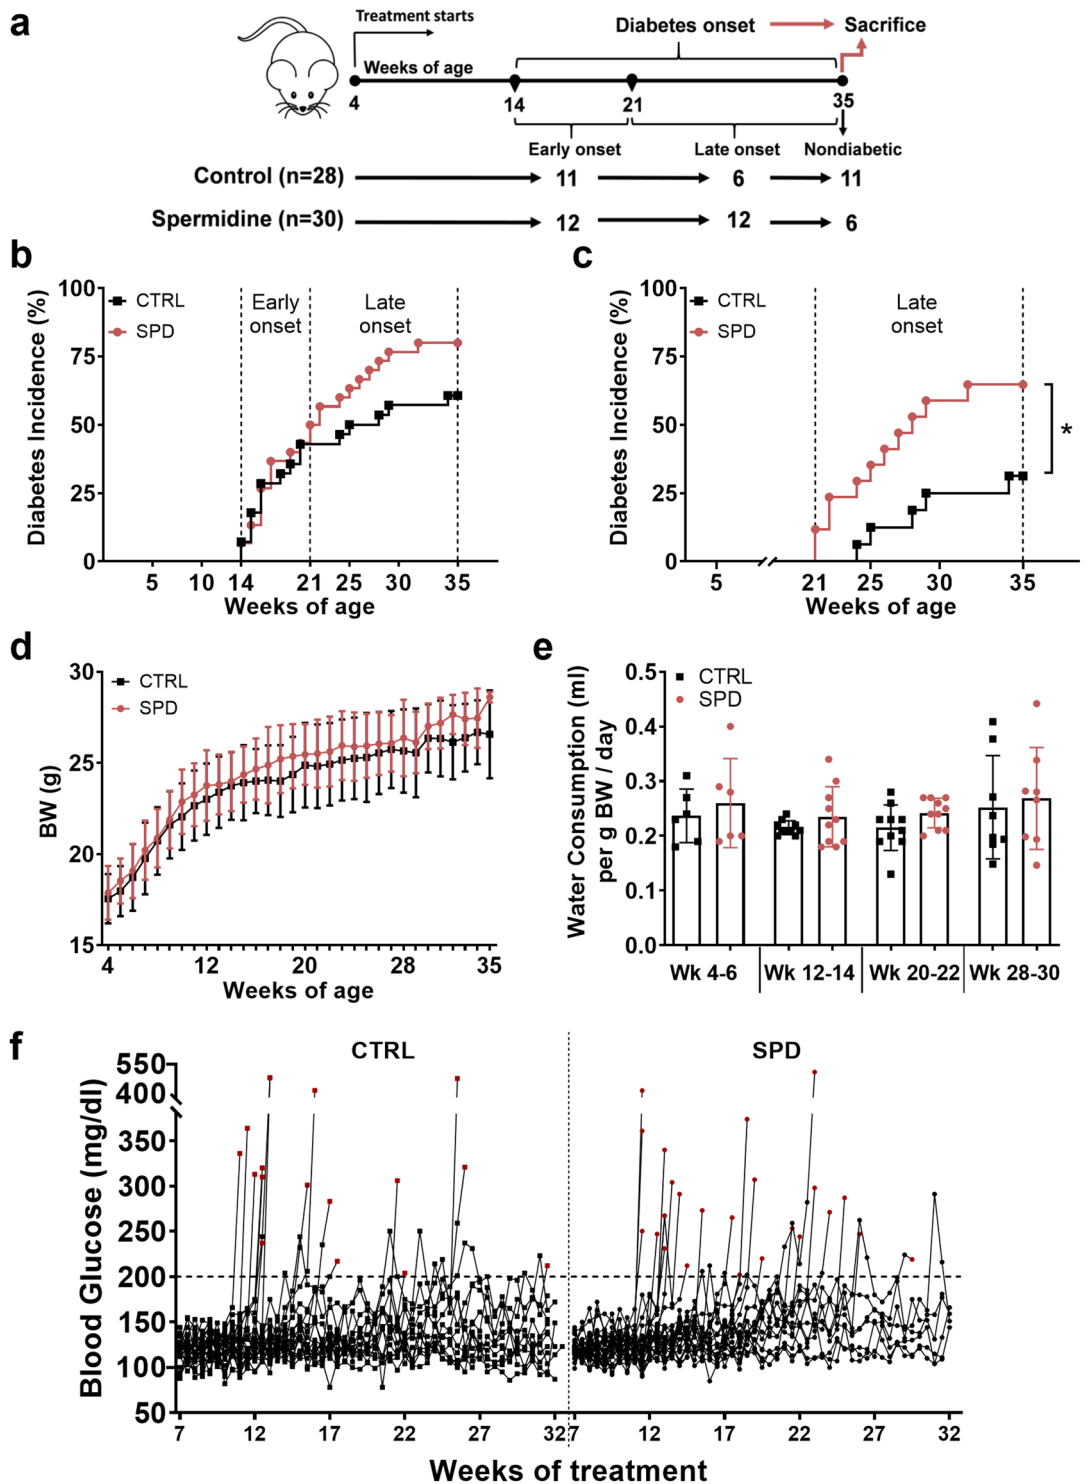 a
Treatment starts
Diabetes onset
Sacrifice
Weeks of age
4
14
21
35
Early onset
Late onset
Nondiabetic
Control (n=28)
11
6
11
Spermidine (n=30)
12
12
6
b
Diabetes Incidence (%)
100
75
50
25
0
CTRL
SPD
Early
onset
Late
onset
5
10
14
21
25
30
35
Weeks of age
c
Diabetes Incidence (%)
100
75
50
25
0
CTRL
SPD
Late
onset
*
5
21
25
30
35
Weeks of age
d
BW (g)
30
25
20
15
CTRL
SPD
4
12
20
28
35
Weeks of age
e
Water Consumption (ml)
per g BW / day
0.5
0.4
0.3
0.2
0.1
0.0
CTRL
SPD
Wk 4-6
Wk 12-14
Wk 20-22
Wk 28-30
f
CTRL
SPD
Blood Glucose (mg/dl)
550
400
350
300
250
200
150
100
50
7
12
17
22
27
32
7
12
17
22
27
32
Weeks of treatment